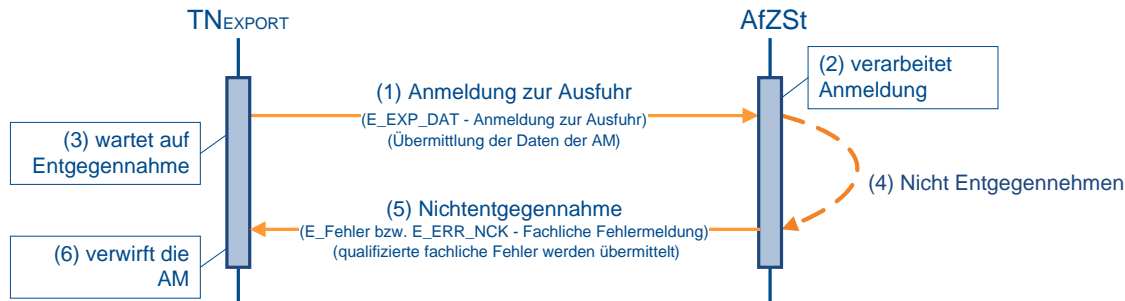 TNEXPORT
AfZSt
(2) verarbeitet
Anmeldung
(1) Anmeldung zur Ausfuhr
(E_EXP_DAT - Anmeldung zur Ausfuhr)
(Übermittlung der Daten der AM)
(3) wartet auf
Entgegennahme
(4) Nicht Entgegennehmen
(5) Nichtentgegennahme
(E_Fehler bzw. E_ERR_NCK - Fachliche Fehlermeldung)
(qualifizierte fachliche Fehler werden übermittelt)
(6) verwirft die
AM